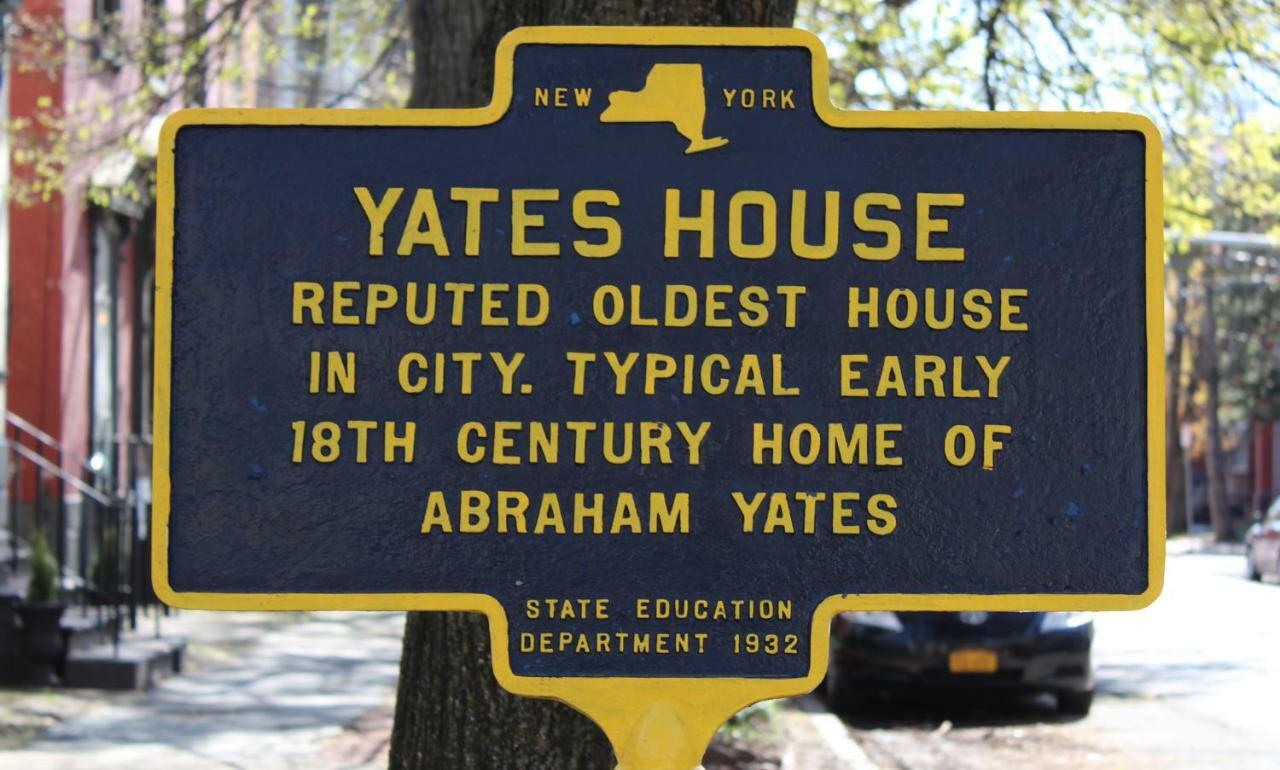 NEW YORK
YATES HOUSE
REPUTED OLDEST HOUSE
IN CITY. TYPICAL EARLY
18TH CENTURY HOME OF
ABRAHAM YATES
STATE EDUCATION
DEPARTMENT 1932